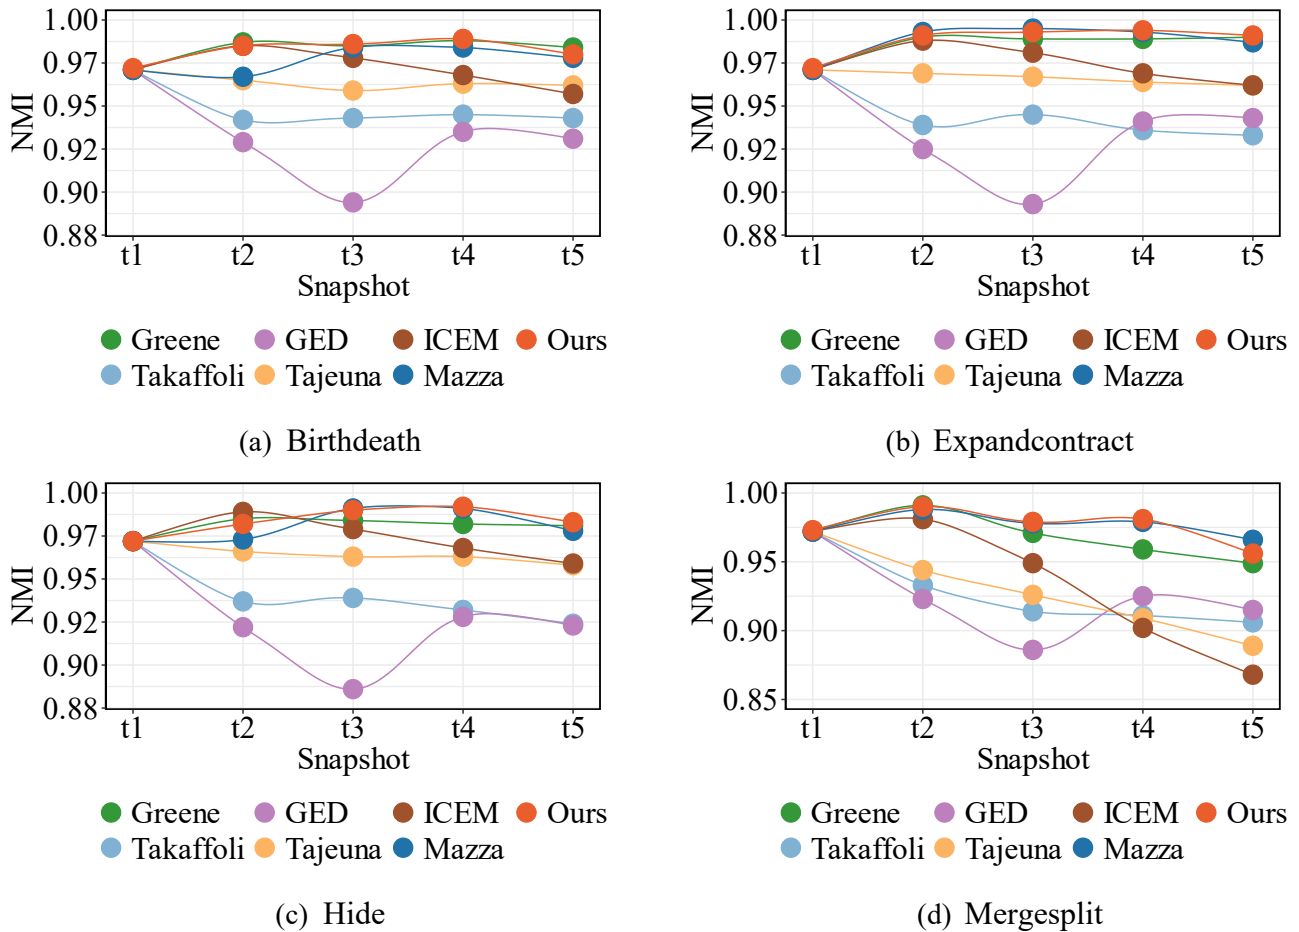 1.00
0.97
0.95
0.92
0.90
0.88
NMI
t1 t2 t3 t4 t5
Snapshot
Greene GED ICEM Ours
Takaffoli Tajeuna Mazza
(a) Birthdeath
1.00
0.97
0.95
0.92
0.90
0.88
NMI
t1 t2 t3 t4 t5
Snapshot
Greene GED ICEM Ours
Takaffoli Tajeuna Mazza
(b) Expandcontract
1.00
0.97
0.95
0.92
0.90
0.88
NMI
t1 t2 t3 t4 t5
Snapshot
Greene GED ICEM Ours
Takaffoli Tajeuna Mazza
(c) Hide
1.00
0.95
0.90
0.85
NMI
t1 t2 t3 t4 t5
Snapshot
Greene GED ICEM Ours
Takaffoli Tajeuna Mazza
(d) Mergesplit